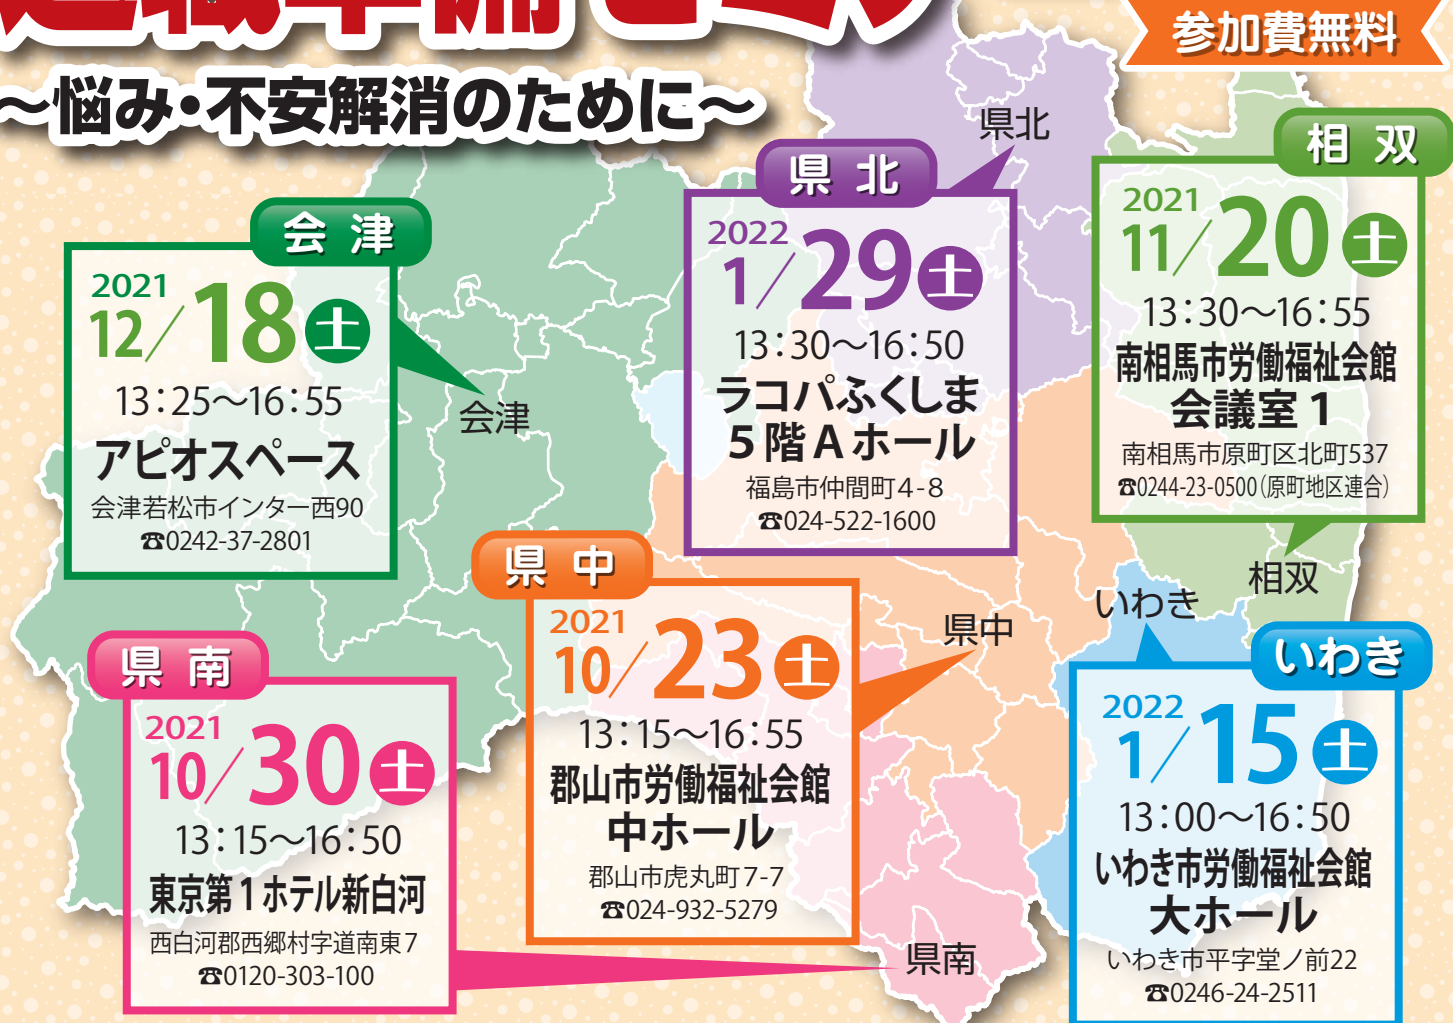 退職準備セミナー
～悩み・不安解消のために～
参加費無料
県北
相双
2021
11/20土
13:30～16:55
南相馬市労働福祉会館
会議室1
南相馬市原町区北町537
☎0244-23-0500(原町地区連合)
相双
県北
2022
1/29土
13:30～16:50
ラコパふくしま
5階Aホール
福島市仲間町4-8
☎024-522-1600
会津
2021
12/18土
13:25～16:55
アピオスペース
会津若松市インター西90
☎0242-37-2801
会津
県中
2021
10/23土
13:15～16:55
郡山市労働福祉会館
中ホール
郡山市虎丸町7-7
☎024-932-5279
県中
県南
2021
10/30土
13:15～16:50
東京第1ホテル新白河
西白河郡西郷村字道南東7
☎0120-303-100
県南
いわき
いわき
2022
1/15土
13:00～16:50
いわき市労働福祉会館
大ホール
いわき市平字堂ノ前22
☎0246-24-2511